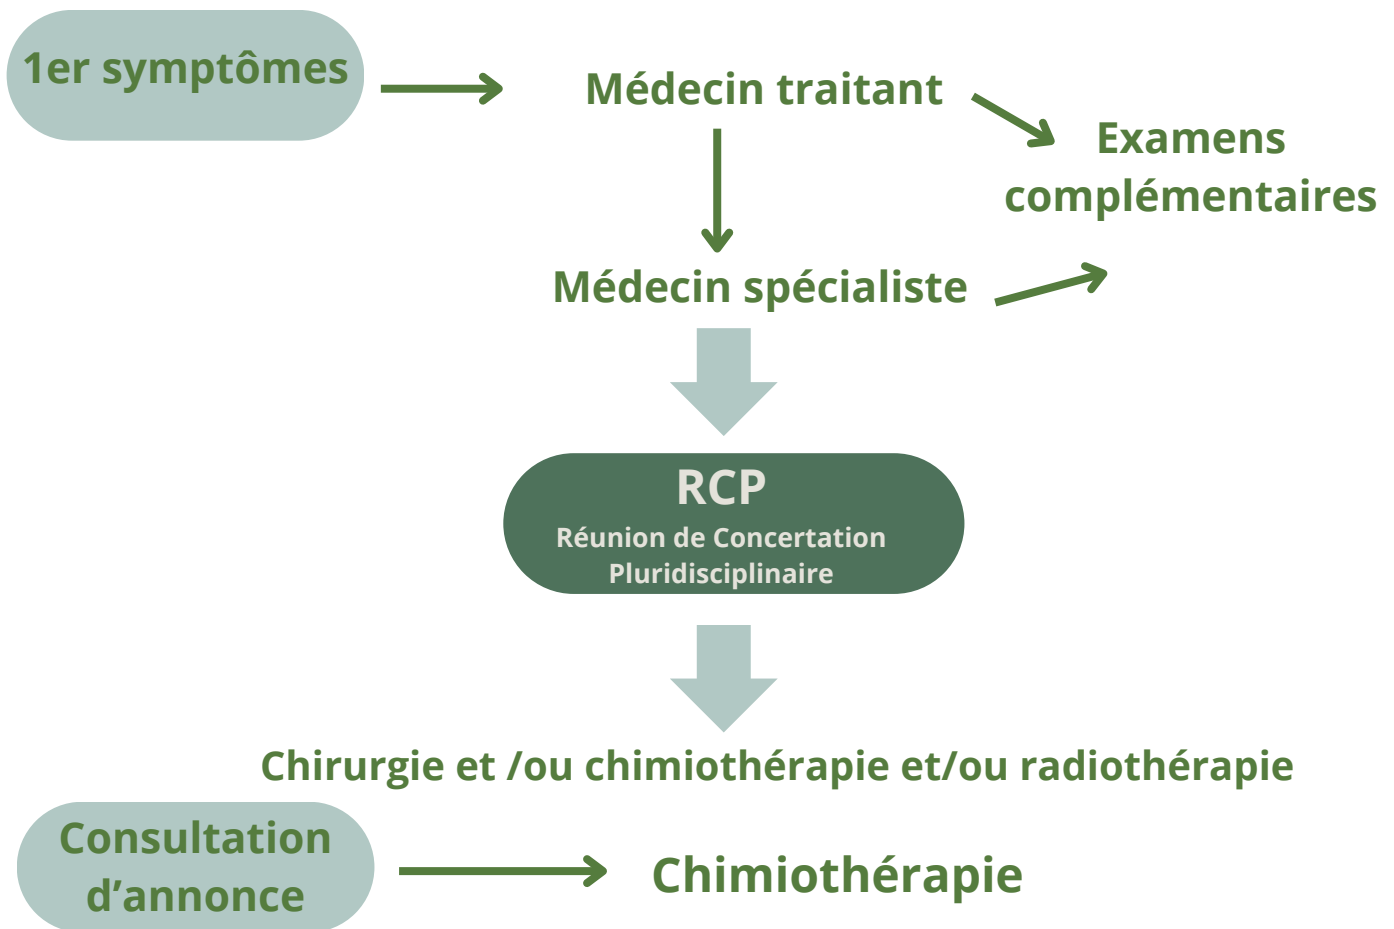 1er symptômes
Médecin traitant
Examens
complémentaires
Médecin spécialiste
RCP
Réunion de Concertation
Pluridisciplinaire
Chirurgie et /ou chimiothérapie et/ou radiothérapie
Consultation
d’annonce
Chimiothérapie